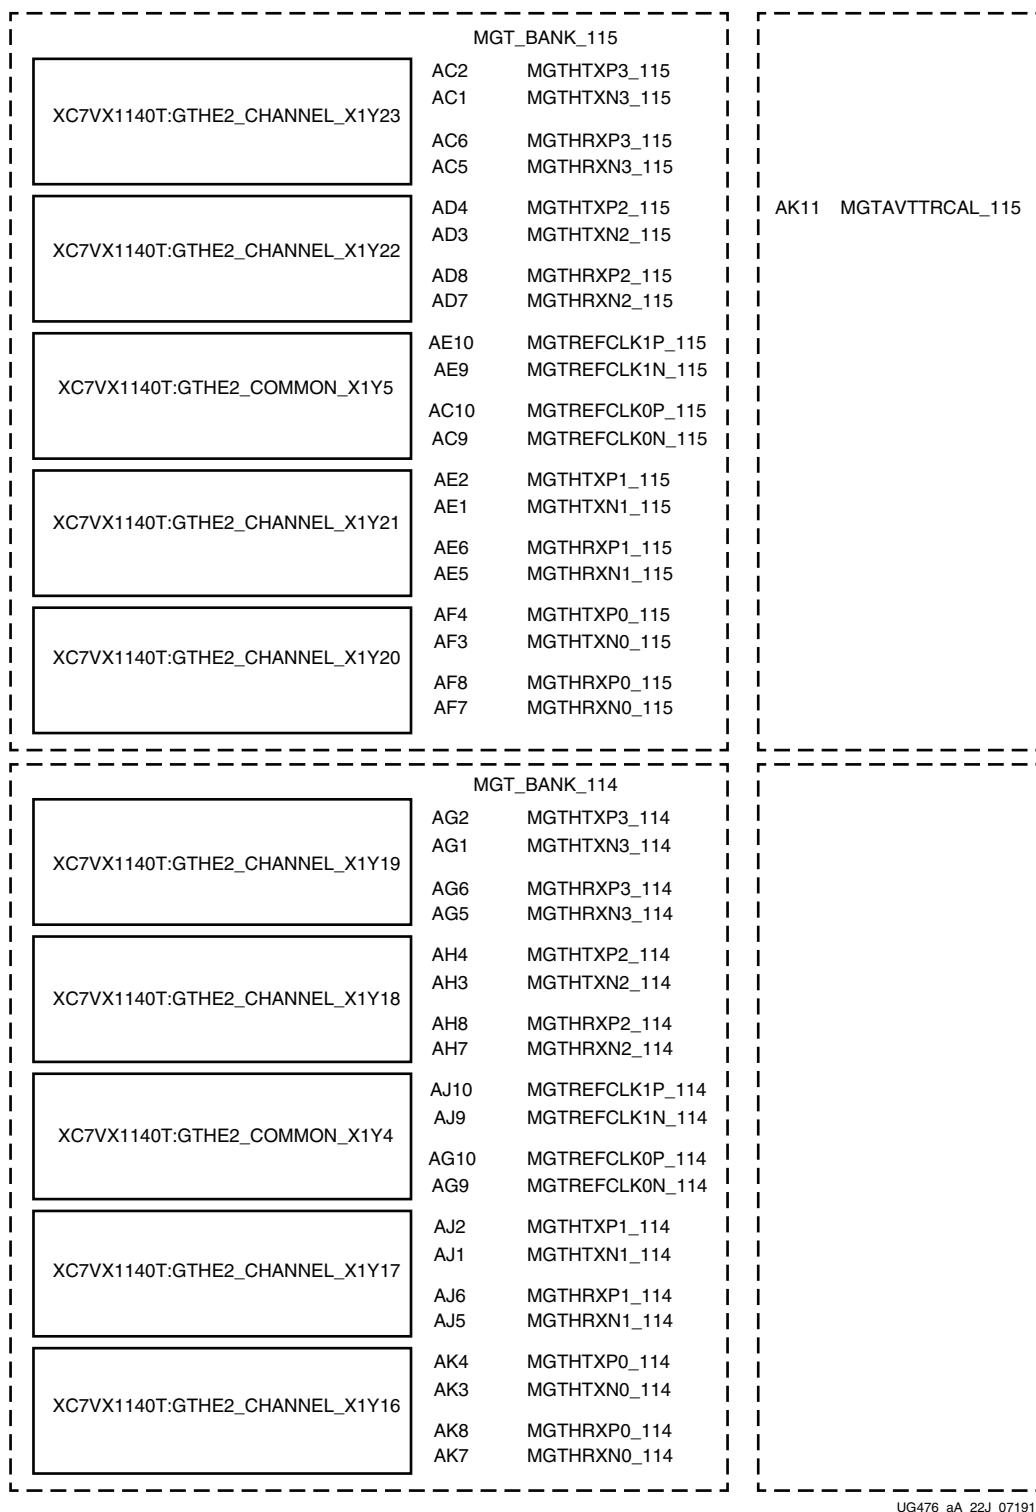 MGT_BANK_115
XC7VX1140T:GTHE2_CHANNEL_X1Y23
AC2 MGTHTXP3_115
AC1 MGTHTXN3_115
AC6 MGTHRXP3_115
AC5 MGTHRXN3_115
XC7VX1140T:GTHE2_CHANNEL_X1Y22
AD4 MGTHTXP2_115
AD3 MGTHTXN2_115
AD8 MGTHRXP2_115
AD7 MGTHRXN2_115
XC7VX1140T:GTHE2_COMMON_X1Y5
AE10 MGTREFCLK1P_115
AE9 MGTREFCLK1N_115
AC10 MGTREFCLK0P_115
AC9 MGTREFCLK0N_115
XC7VX1140T:GTHE2_CHANNEL_X1Y21
AE2 MGTHTXP1_115
AE1 MGTHTXN1_115
AE6 MGTHRXP1_115
AE5 MGTHRXN1_115
XC7VX1140T:GTHE2_CHANNEL_X1Y20
AF4 MGTHTXP0_115
AF3 MGTHTXN0_115
AF8 MGTHRXP0_115
AF7 MGTHRXN0_115
AK11 MGTAVTTRCAL_115
MGT_BANK_114
XC7VX1140T:GTHE2_CHANNEL_X1Y19
AG2 MGTHTXP3_114
AG1 MGTHTXN3_114
AG6 MGTHRXP3_114
AG5 MGTHRXN3_114
XC7VX1140T:GTHE2_CHANNEL_X1Y18
AH4 MGTHTXP2_114
AH3 MGTHTXN2_114
AH8 MGTHRXP2_114
AH7 MGTHRXN2_114
XC7VX1140T:GTHE2_COMMON_X1Y4
AJ10 MGTREFCLK1P_114
AJ9 MGTREFCLK1N_114
AG10 MGTREFCLK0P_114
AG9 MGTREFCLK0N_114
XC7VX1140T:GTHE2_CHANNEL_X1Y17
AJ2 MGTHTXP1_114
AJ1 MGTHTXN1_114
AJ6 MGTHRXP1_114
AJ5 MGTHRXN1_114
XC7VX1140T:GTHE2_CHANNEL_X1Y16
AK4 MGTHTXP0_114
AK3 MGTHTXN0_114
AK8 MGTHRXP0_114
AK7 MGTHRXN0_114
UG476_aA_22J_07191